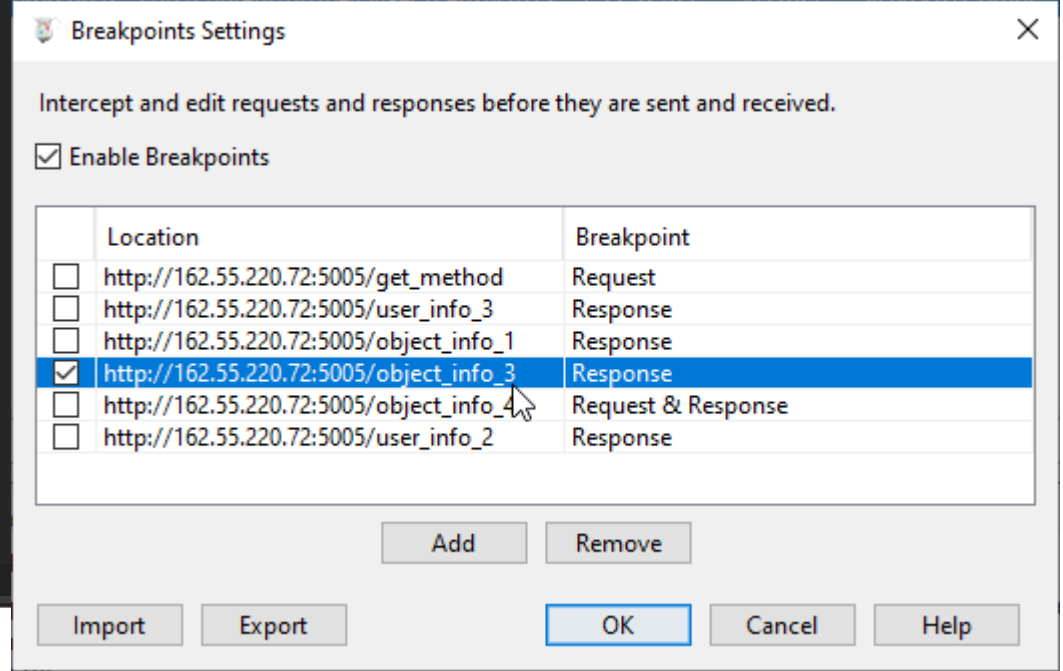 Breakpoints Settings
Intercept and edit requests and responses before they are sent and received.
Enable Breakpoints
Location Breakpoint
http://162.55.220.72:5005/get_method Request
http://162.55.220.72:5005/user_info_3 Response
http://162.55.220.72:5005/object_info_1 Response
http://162.55.220.72:5005/object_info_3 Response
http://162.55.220.72:5005/object_info_4 Request & Response
http://162.55.220.72:5005/user_info_2 Response
Add Remove
Import Export OK Cancel Help